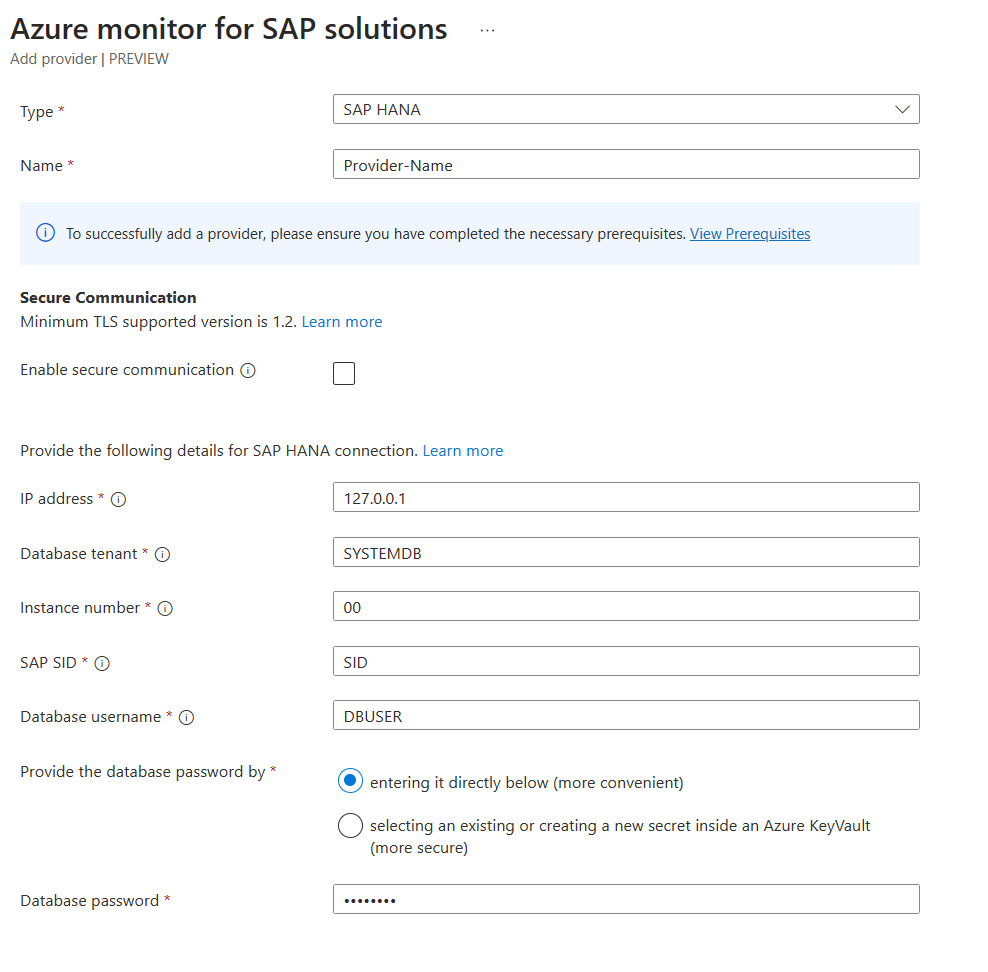 Azure monitor for SAP solutions ...
Add provider | PREVIEW
Type * SAP HANA
Name * Provider-Name
To successfully add a provider, please ensure you have completed the necessary prerequisites. View Prerequisites
Secure Communication
Minimum TLS supported version is 1.2. Learn more
Enable secure communication
Provide the following details for SAP HANA connection. Learn more
IP address * 127.0.0.1
Database tenant * SYSTEMDB
Instance number * 00
SAP SID * SID
Database username * DBUSER
Provide the database password by * entering it directly below (more convenient)
selecting an existing or creating a new secret inside an Azure KeyVault
(more secure)
Database password * ••••••••